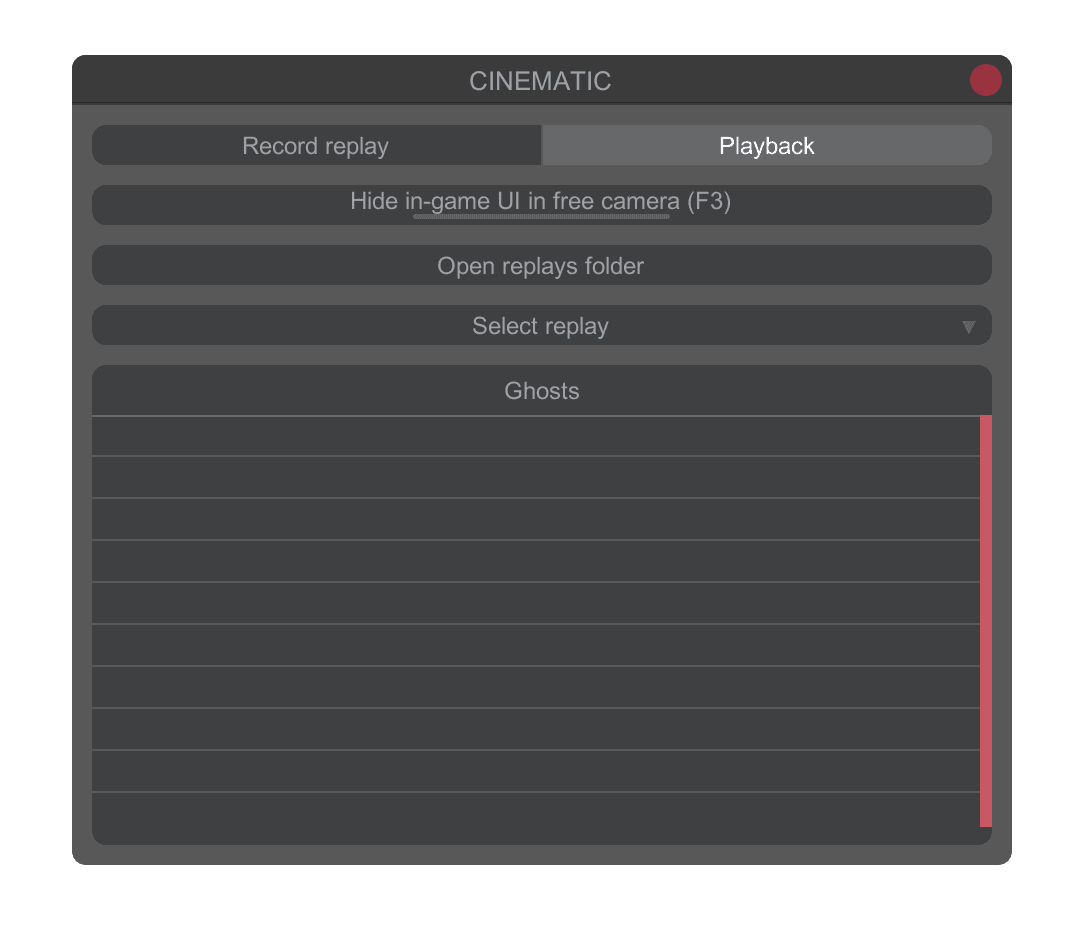 CINEMATIC
Record replay
Playback
Hide in-game UI in free camera (F3)
Open replays folder
Select replay
Ghosts